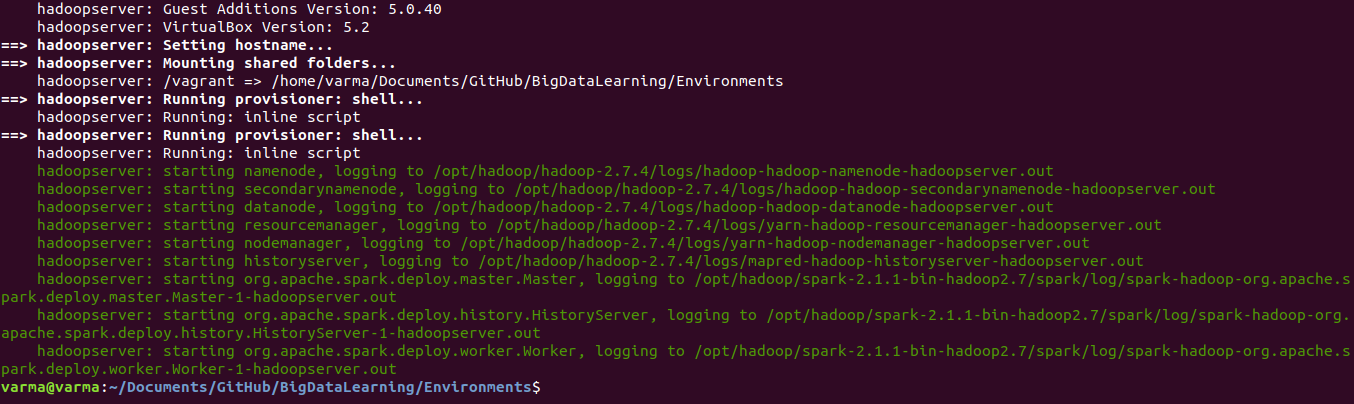 hadoopserver: Guest Additions Version: 5.0.40
hadoopserver: VirtualBox Version: 5.2
==> hadoopserver: Setting hostname...
==> hadoopserver: Mounting shared folders...
hadoopserver: /vagrant => /home/varma/Documents/GitHub/BigDataLearning/Environments
==> hadoopserver: Running provisioner: shell...
hadoopserver: Running: inline script
==> hadoopserver: Running provisioner: shell...
hadoopserver: Running: inline script
hadoopserver: starting namenode, logging to /opt/hadoop/hadoop-2.7.4/logs/hadoop-hadoop-namenode-hadoopserver.out
hadoopserver: starting secondarynamenode, logging to /opt/hadoop/hadoop-2.7.4/logs/hadoop-hadoop-secondarynamenode-hadoopserver.out
hadoopserver: starting datanode, logging to /opt/hadoop/hadoop-2.7.4/logs/hadoop-hadoop-datanode-hadoopserver.out
hadoopserver: starting resourcemanager, logging to /opt/hadoop/hadoop-2.7.4/logs/yarn-hadoop-resourcemanager-hadoopserver.out
hadoopserver: starting nodemanager, logging to /opt/hadoop/hadoop-2.7.4/logs/yarn-hadoop-nodemanager-hadoopserver.out
hadoopserver: starting historyserver, logging to /opt/hadoop/hadoop-2.7.4/logs/mapred-hadoop-historyserver-hadoopserver.out
hadoopserver: starting org.apache.spark.deploy.master.Master, logging to /opt/hadoop/spark-2.1.1-bin-hadoop2.7/spark/log/spark-hadoop-org.apache.s
park.deploy.master.Master-1-hadoopserver.out
hadoopserver: starting org.apache.spark.deploy.history.HistoryServer, logging to /opt/hadoop/spark-2.1.1-bin-hadoop2.7/spark/log/spark-hadoop-org.
apache.spark.deploy.history.HistoryServer-1-hadoopserver.out
hadoopserver: starting org.apache.spark.deploy.worker.Worker, logging to /opt/hadoop/spark-2.1.1-bin-hadoop2.7/spark/log/spark-hadoop-org.apache.s
park.deploy.worker.Worker-1-hadoopserver.out
varma@varma:~/Documents/GitHub/BigDataLearning/Environments$